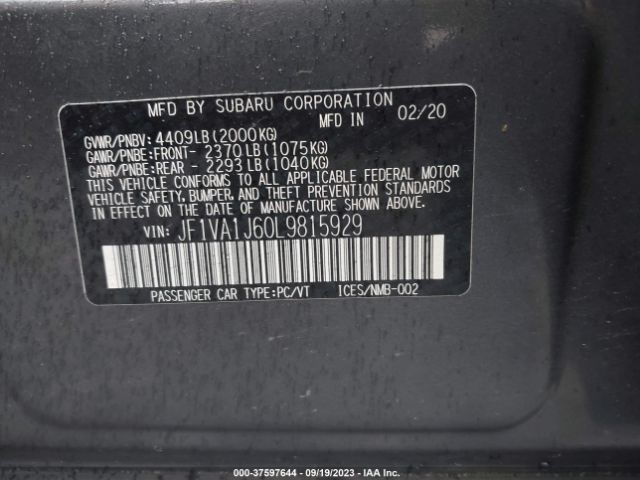 MFD BY SUBARU CORPORATION
MFD IN 02/20
GVWR/PNBV: 4409LB(2000KG)
GAWR/PNBE:FRONT- 2370LB(1075KG)
GAWR/PNBE:REAR - 2293LB(1040KG)
THIS VEHICLE CONFORMS TO ALL APPLICABLE FEDERAL MOTOR
VEHICLE SAFETY, BUMPER, AND THEFT PREVENTION STANDARDS
IN EFFECT ON THE DATE OF MANUFACTURE SHOWN ABOVE.
VIN: JF1VA1J60L9815929
PASSENGER CAR TYPE:PC/VT ICES/NMB-002
000-37597644 - 09/19/2023 - IAA Inc.